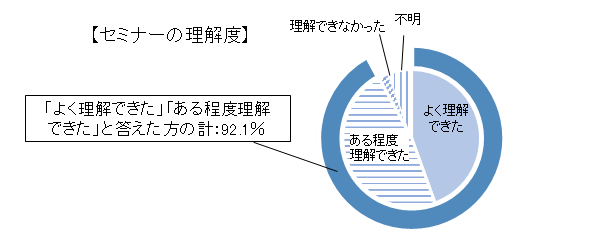 【セミナーの理解度】
理解できなかった
不明
「よく理解できた」「ある程度理解
できた」と答えた方の計:92.1%
よく理解
できた
ある程度
理解できた